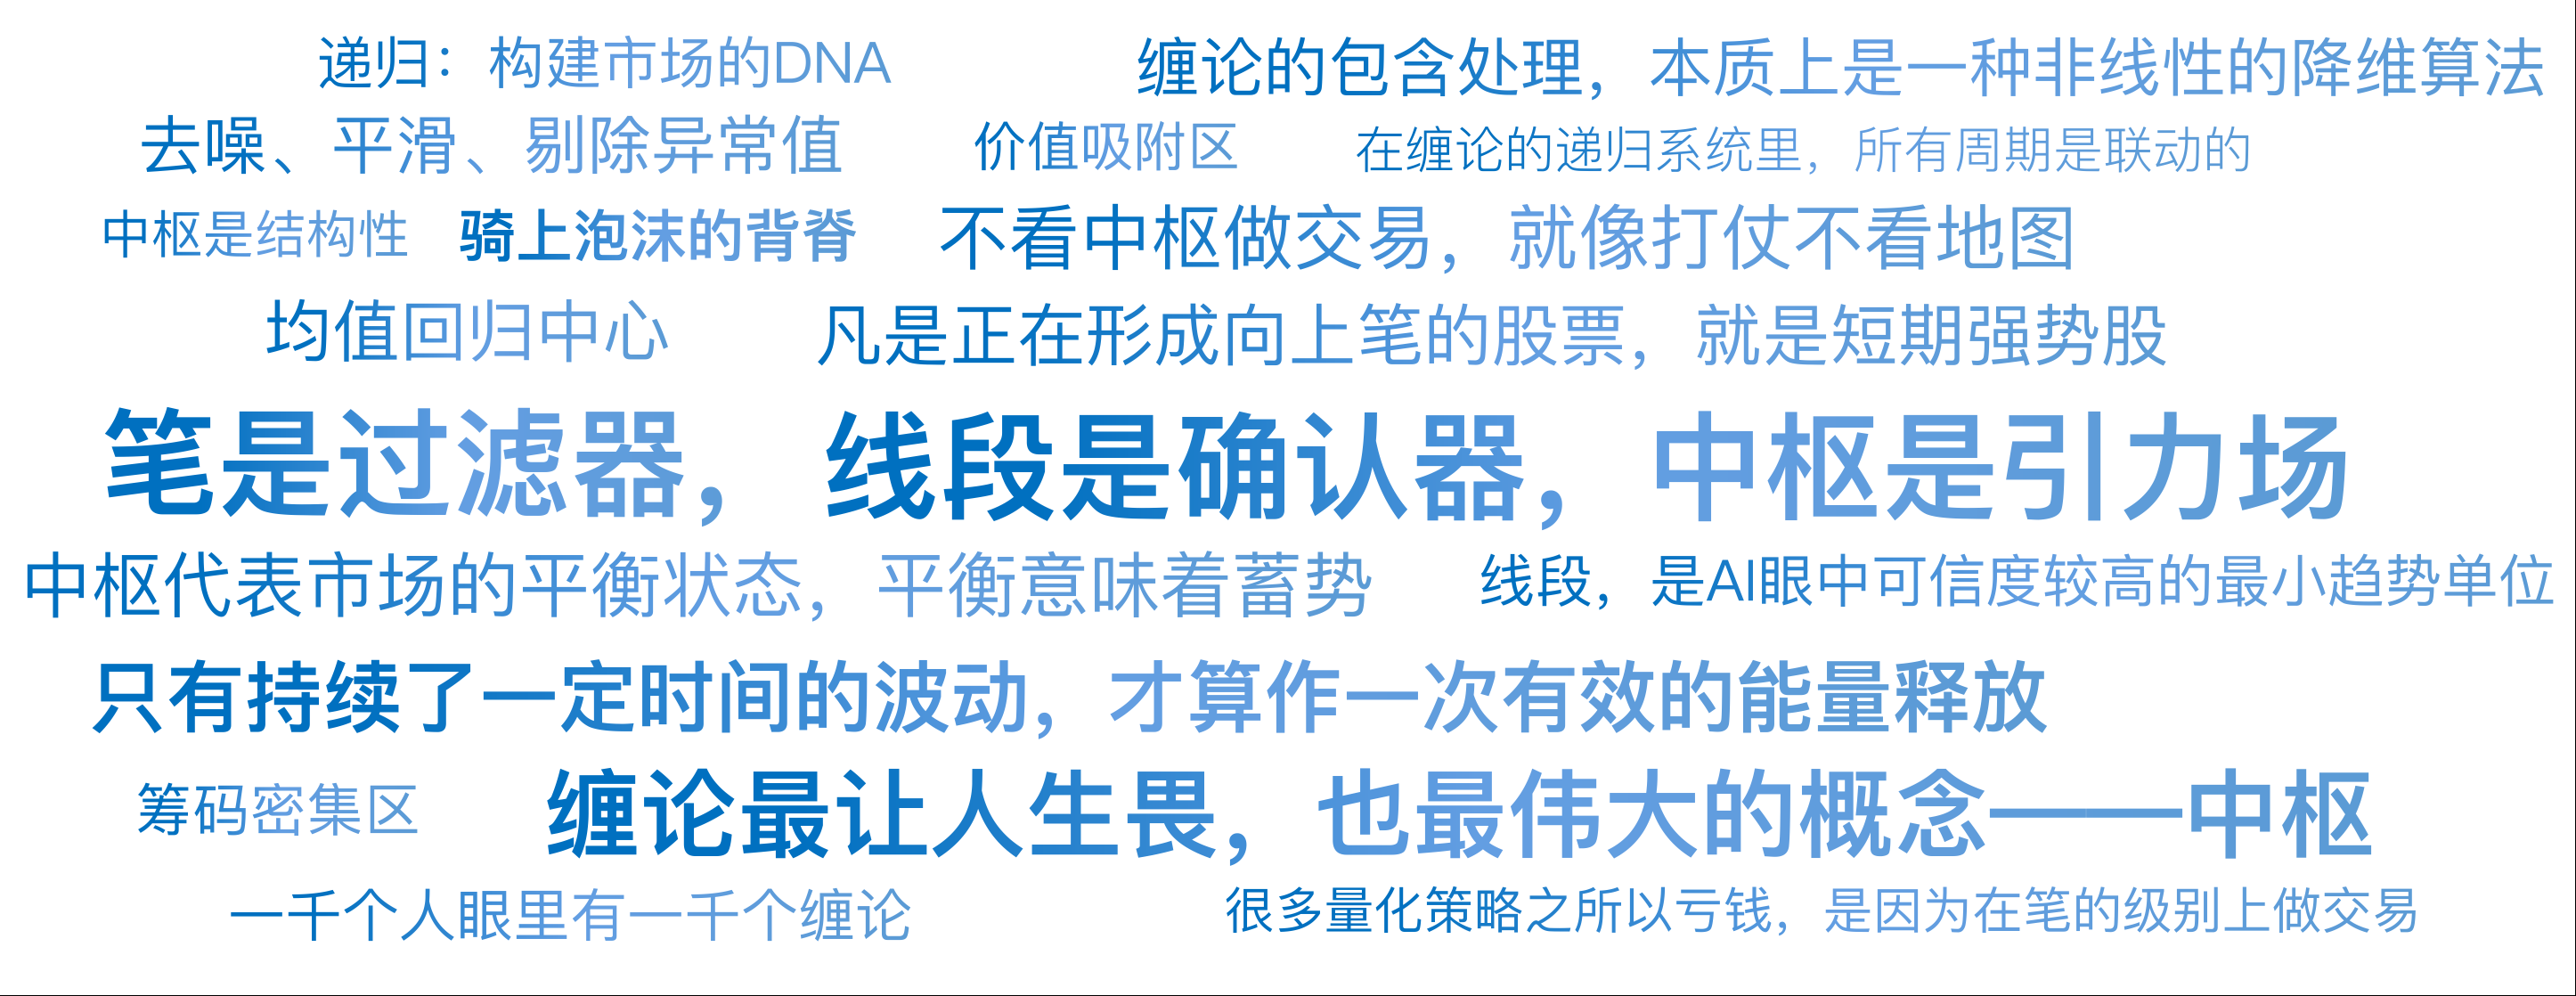 递归：构建市场的DNA
缠论的包含处理，本质上是一种非线性的降维算法
去噪、平滑、剔除异常值
价值吸附区
在缠论的递归系统里，所有周期是联动的
中枢是结构性
骑上泡沫的背脊
不看中枢做交易，就像打仗不看地图
均值回归中心
凡是正在形成向上笔的股票，就是短期强势股
笔是过滤器，线段是确认器，中枢是引力场
中枢代表市场的平衡状态，平衡意味着蓄势
线段，是AI眼中可信度较高的最小趋势单位
只有持续了一定时间的波动，才算作一次有效的能量释放
筹码密集区
缠论最让人生畏，也最伟大的概念——中枢
一千个人眼里有一千个缠论
很多量化策略之所以亏钱，是因为在笔的级别上做交易